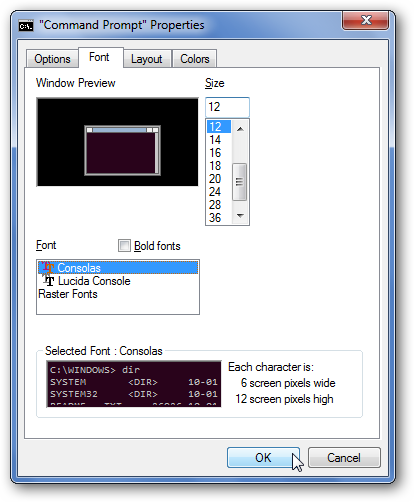 "Command Prompt" Properties
Options Font Layout Colors
Window Preview Size
12
12
14
16
18
20
24
28
36
Font Bold fonts
Consolas
Lucida Console
Raster Fonts
Selected Font : Consolas
C:\WINDOWS> dir
SYSTEM <DIR> 10-01
SYSTEM32 <DIR> 10-01
Each character is:
6 screen pixels wide
12 screen pixels high
OK Cancel